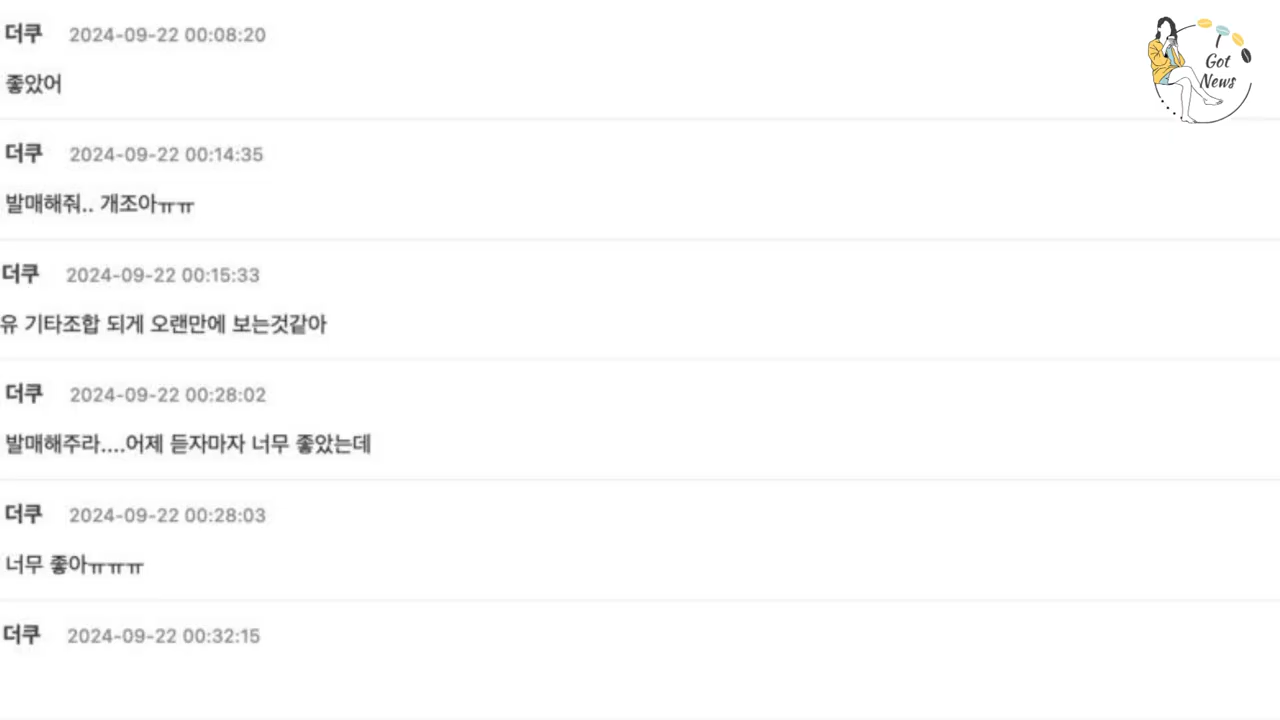 더쿠 2024-09-22 00:08:20
좋았어
더쿠 2024-09-22 00:14:35
발매해줘.. 개조아ㅠㅠ
더쿠 2024-09-22 00:15:33
유 기타조합 되게 오랜만에 보는것같아
더쿠 2024-09-22 00:28:02
발매해주라....어제 듣자마자 너무 좋았는데
더쿠 2024-09-22 00:28:03
너무 좋아ㅠㅠㅠ
더쿠 2024-09-22 00:32:15
Got
News